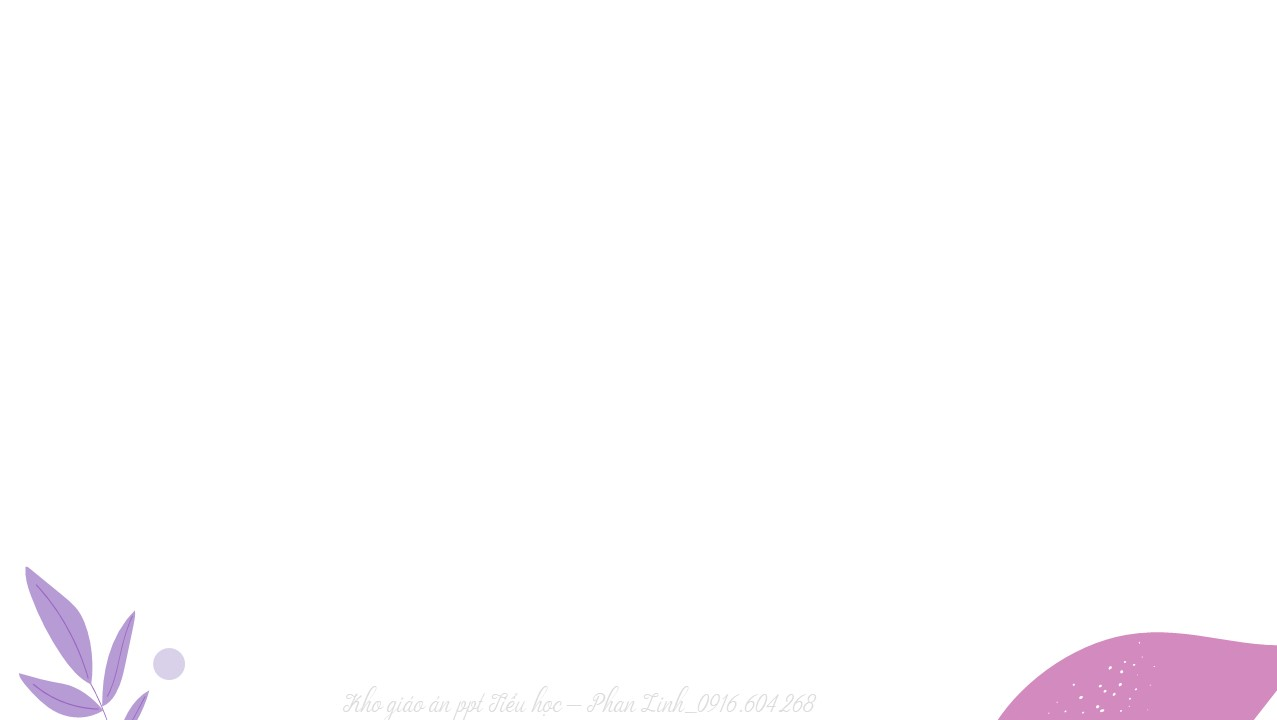 Kho giáo án ppt Tiểu học – Phan Linh_0916.604.268